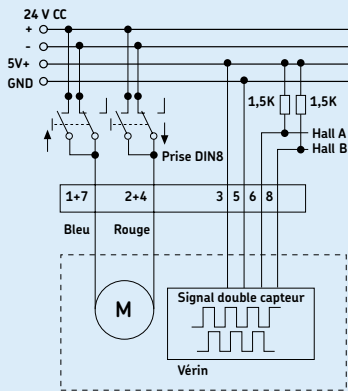 24 V CC
+
-
5V+
GND
1,5K
1,5K
Hall A
Hall B
Prise DIN8
1+7
2+4
3
5
6
8
Bleu
Rouge
M
Signal double capteur
Vérin